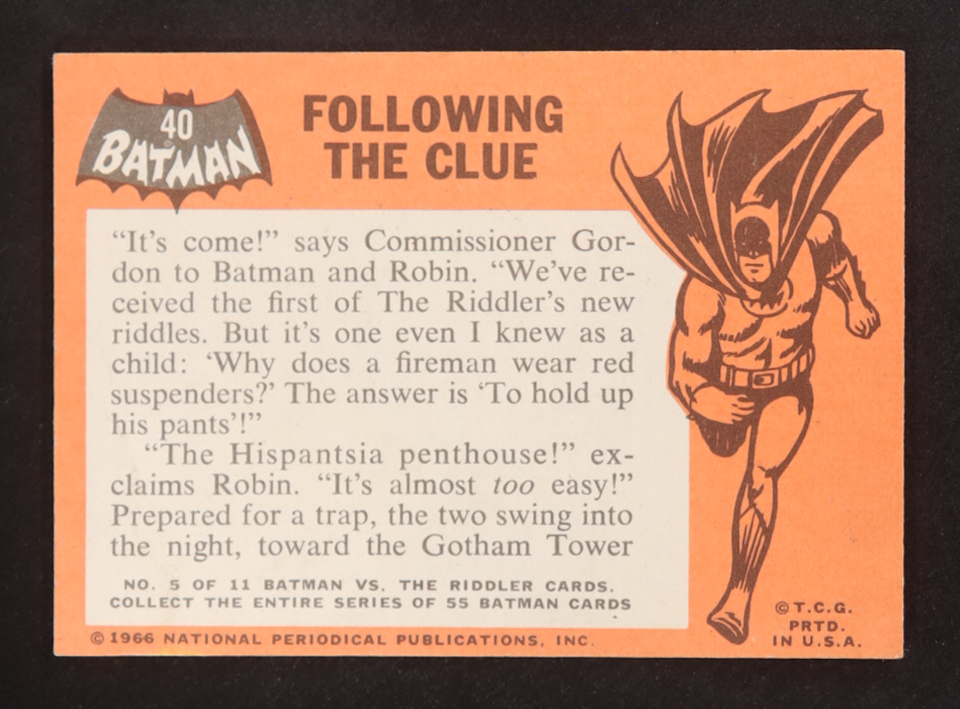 40
BATMAN
FOLLOWING
THE CLUE
“It's come!” says Commissioner Gor-
don to Batman and Robin. “We've re-
ceived the first of The Riddler's new
riddles. But it's one even I knew as a
child: ‘Why does a fireman wear red
suspenders?’ The answer is ‘To hold up
his pants’!”
“The Hispantsia penthouse!” ex-
claims Robin. “It's almost too easy!”
Prepared for a trap, the two swing into
the night, toward the Gotham Tower
NO. 5 OF 11 BATMAN VS. THE RIDDLER CARDS.
COLLECT THE ENTIRE SERIES OF 55 BATMAN CARDS
© 1966 NATIONAL PERIODICAL PUBLICATIONS, INC.
© T.C.G.
PRTD.
IN U.S.A.